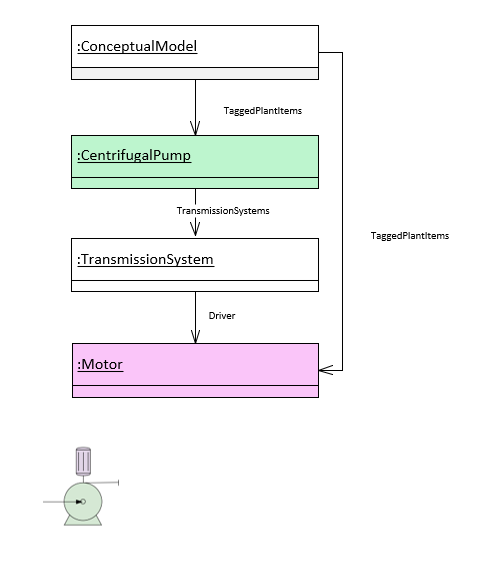 :ConceptualModel
TaggedPlantItems
:CentrifugalPump
TransmissionSystems
TaggedPlantItems
:TransmissionSystem
Driver
:Motor